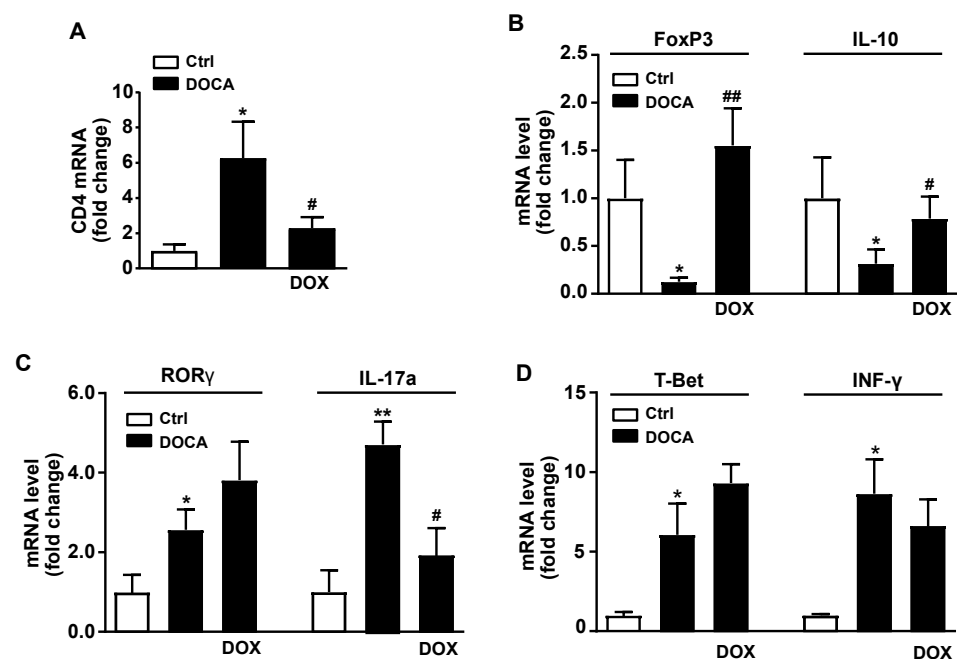 A
Ctrl
DOCA
CD4 mRNA
(fold change)
10
8
6
4
2
0
*
#
DOX
B
FoxP3
IL-10
Ctrl
DOCA
mRNA level
(fold change)
2.5
2.0
1.5
1.0
0.5
0.0
*
##
*
#
DOX
DOX
C
RORγ
IL-17a
Ctrl
DOCA
mRNA level
(fold change)
6.0
4.0
2.0
0.0
*
**
#
DOX
DOX
D
T-Bet
INF-γ
Ctrl
DOCA
mRNA level
(fold change)
15
10
5
0
*
*
DOX
DOX